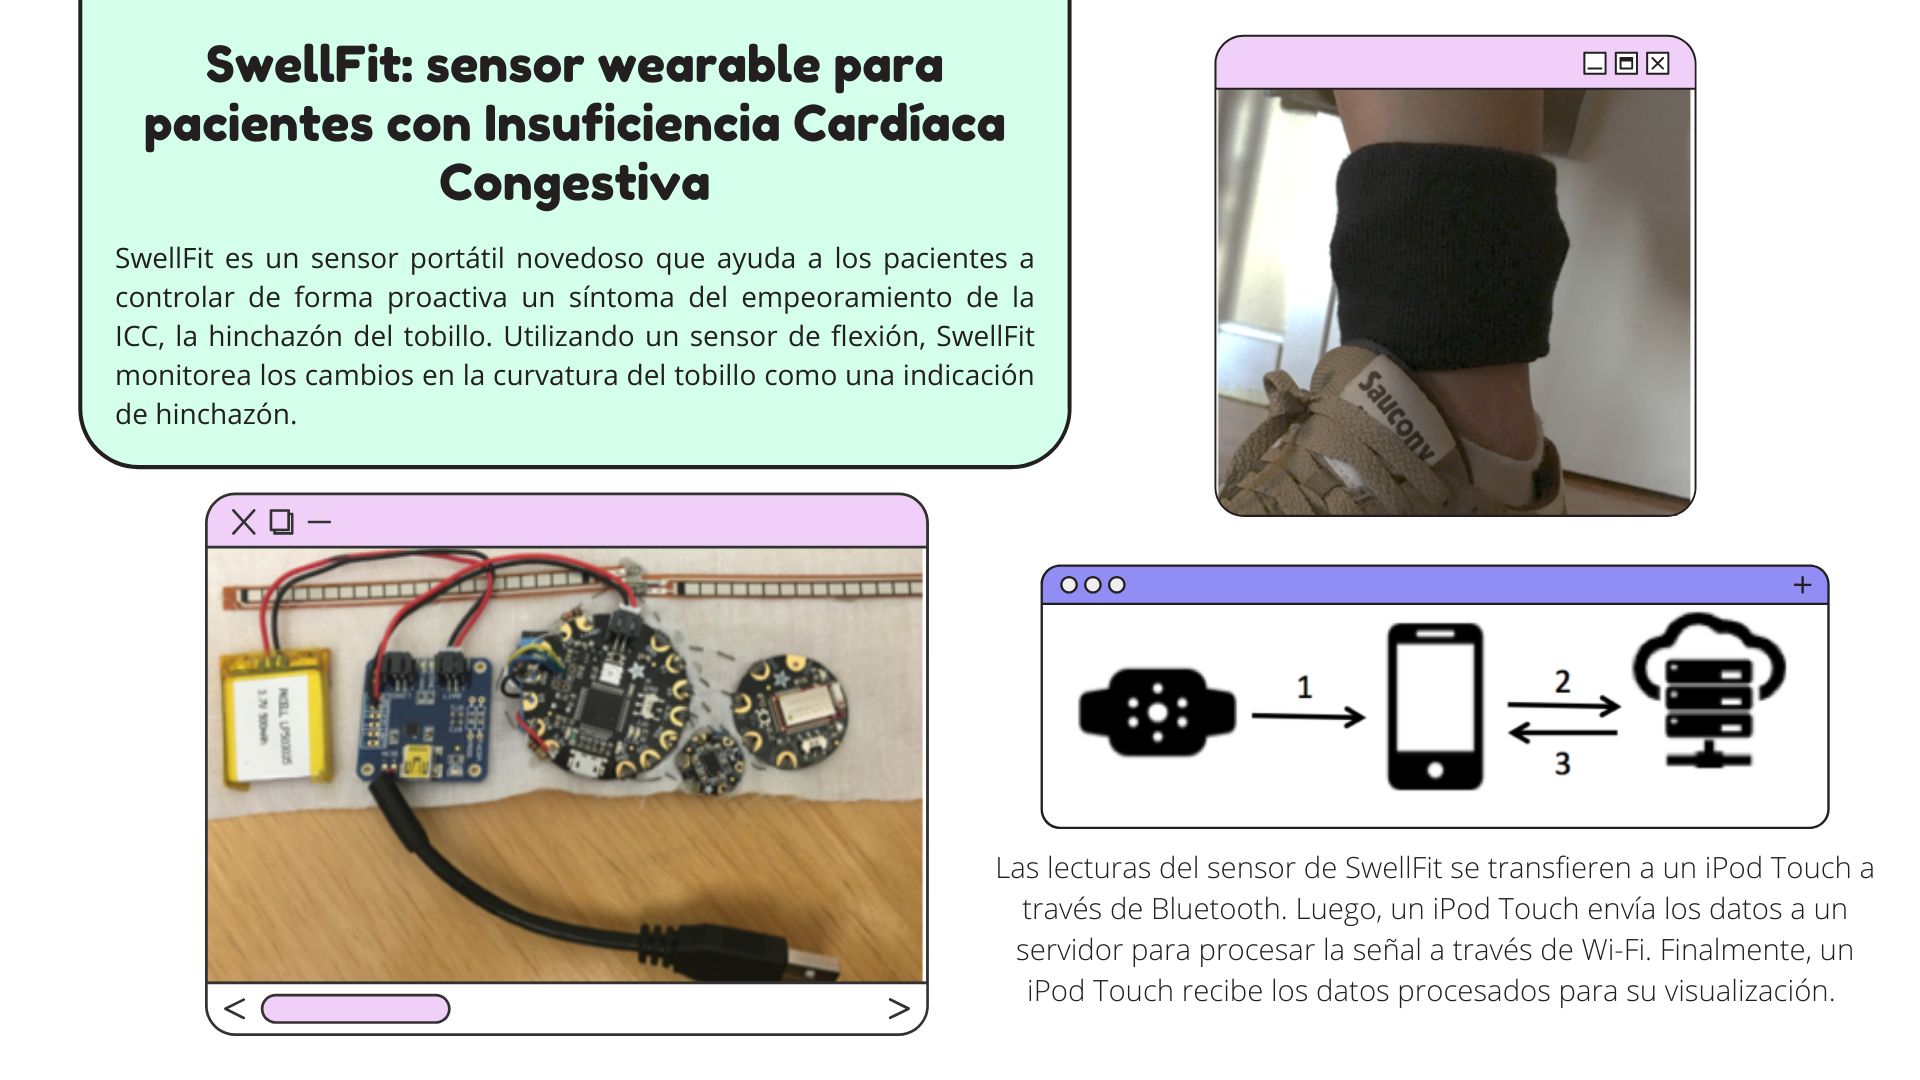 SwellFit: sensor wearable para
pacientes con Insuficiencia Cardíaca
Congestiva
SwellFit es un sensor portátil novedoso que ayuda a los pacientes a
controlar de forma proactiva un síntoma del empeoramiento de la
ICC, la hinchazón del tobillo. Utilizando un sensor de flexión, SwellFit
monitorea los cambios en la curvatura del tobillo como una indicación
de hinchazón.
Saucony
PKCELL LP503035
3.7V 500mAh
1
2
3
Las lecturas del sensor de SwellFit se transfieren a un iPod Touch a
través de Bluetooth. Luego, un iPod Touch envía los datos a un
servidor para procesar la señal a través de Wi-Fi. Finalmente, un
iPod Touch recibe los datos procesados para su visualización.